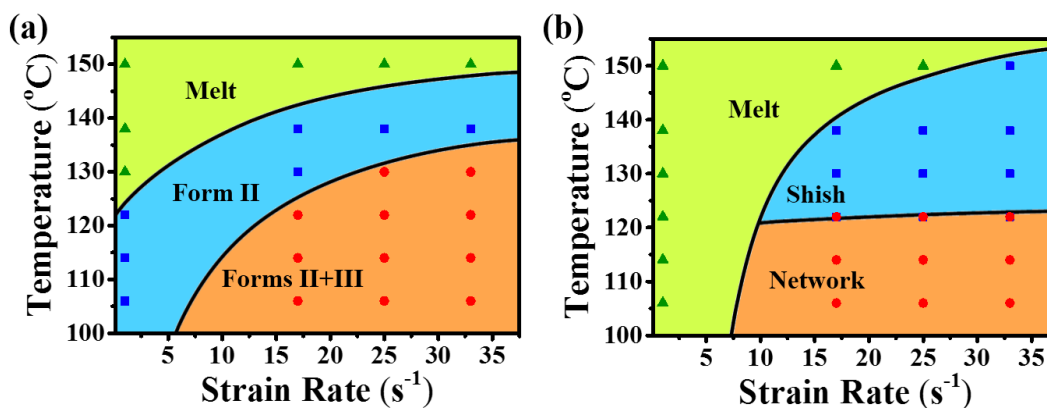 (a)
Temperature (°C)
150
140
130
120
110
100
Melt
Form II
Forms II+III
5 10 15 20 25 30 35
Strain Rate (s⁻¹)
(b)
Temperature (°C)
150
140
130
120
110
100
Melt
Shish
Network
5 10 15 20 25 30 35
Strain Rate (s⁻¹)